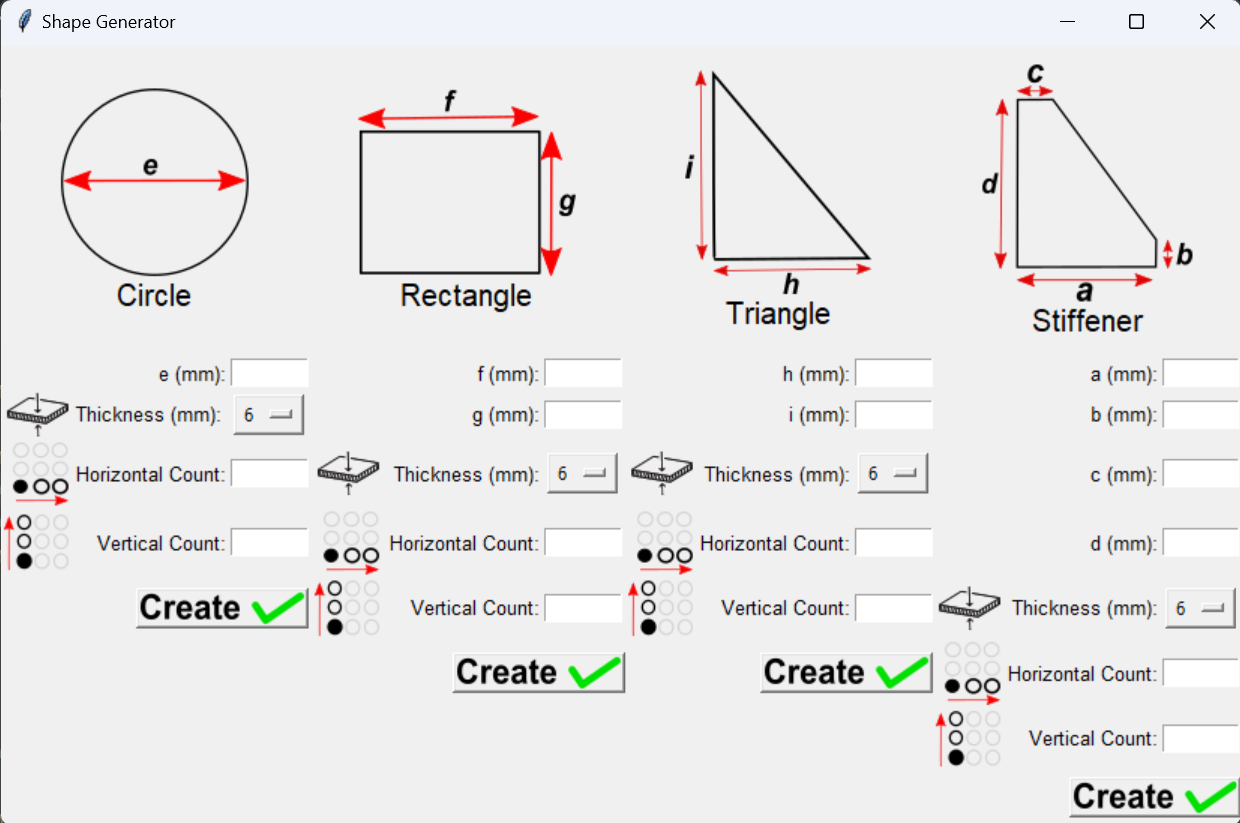 Shape Generator
e
Circle
f
g
Rectangle
i
h
Triangle
c
d
b
a
Stiffener
e (mm):
Thickness (mm): 6
Horizontal Count:
Vertical Count:
Create
f (mm):
g (mm):
Thickness (mm): 6
Horizontal Count:
Vertical Count:
Create
h (mm):
i (mm):
Thickness (mm): 6
Horizontal Count:
Vertical Count:
Create
a (mm):
b (mm):
c (mm):
d (mm):
Thickness (mm): 6
Horizontal Count:
Vertical Count:
Create